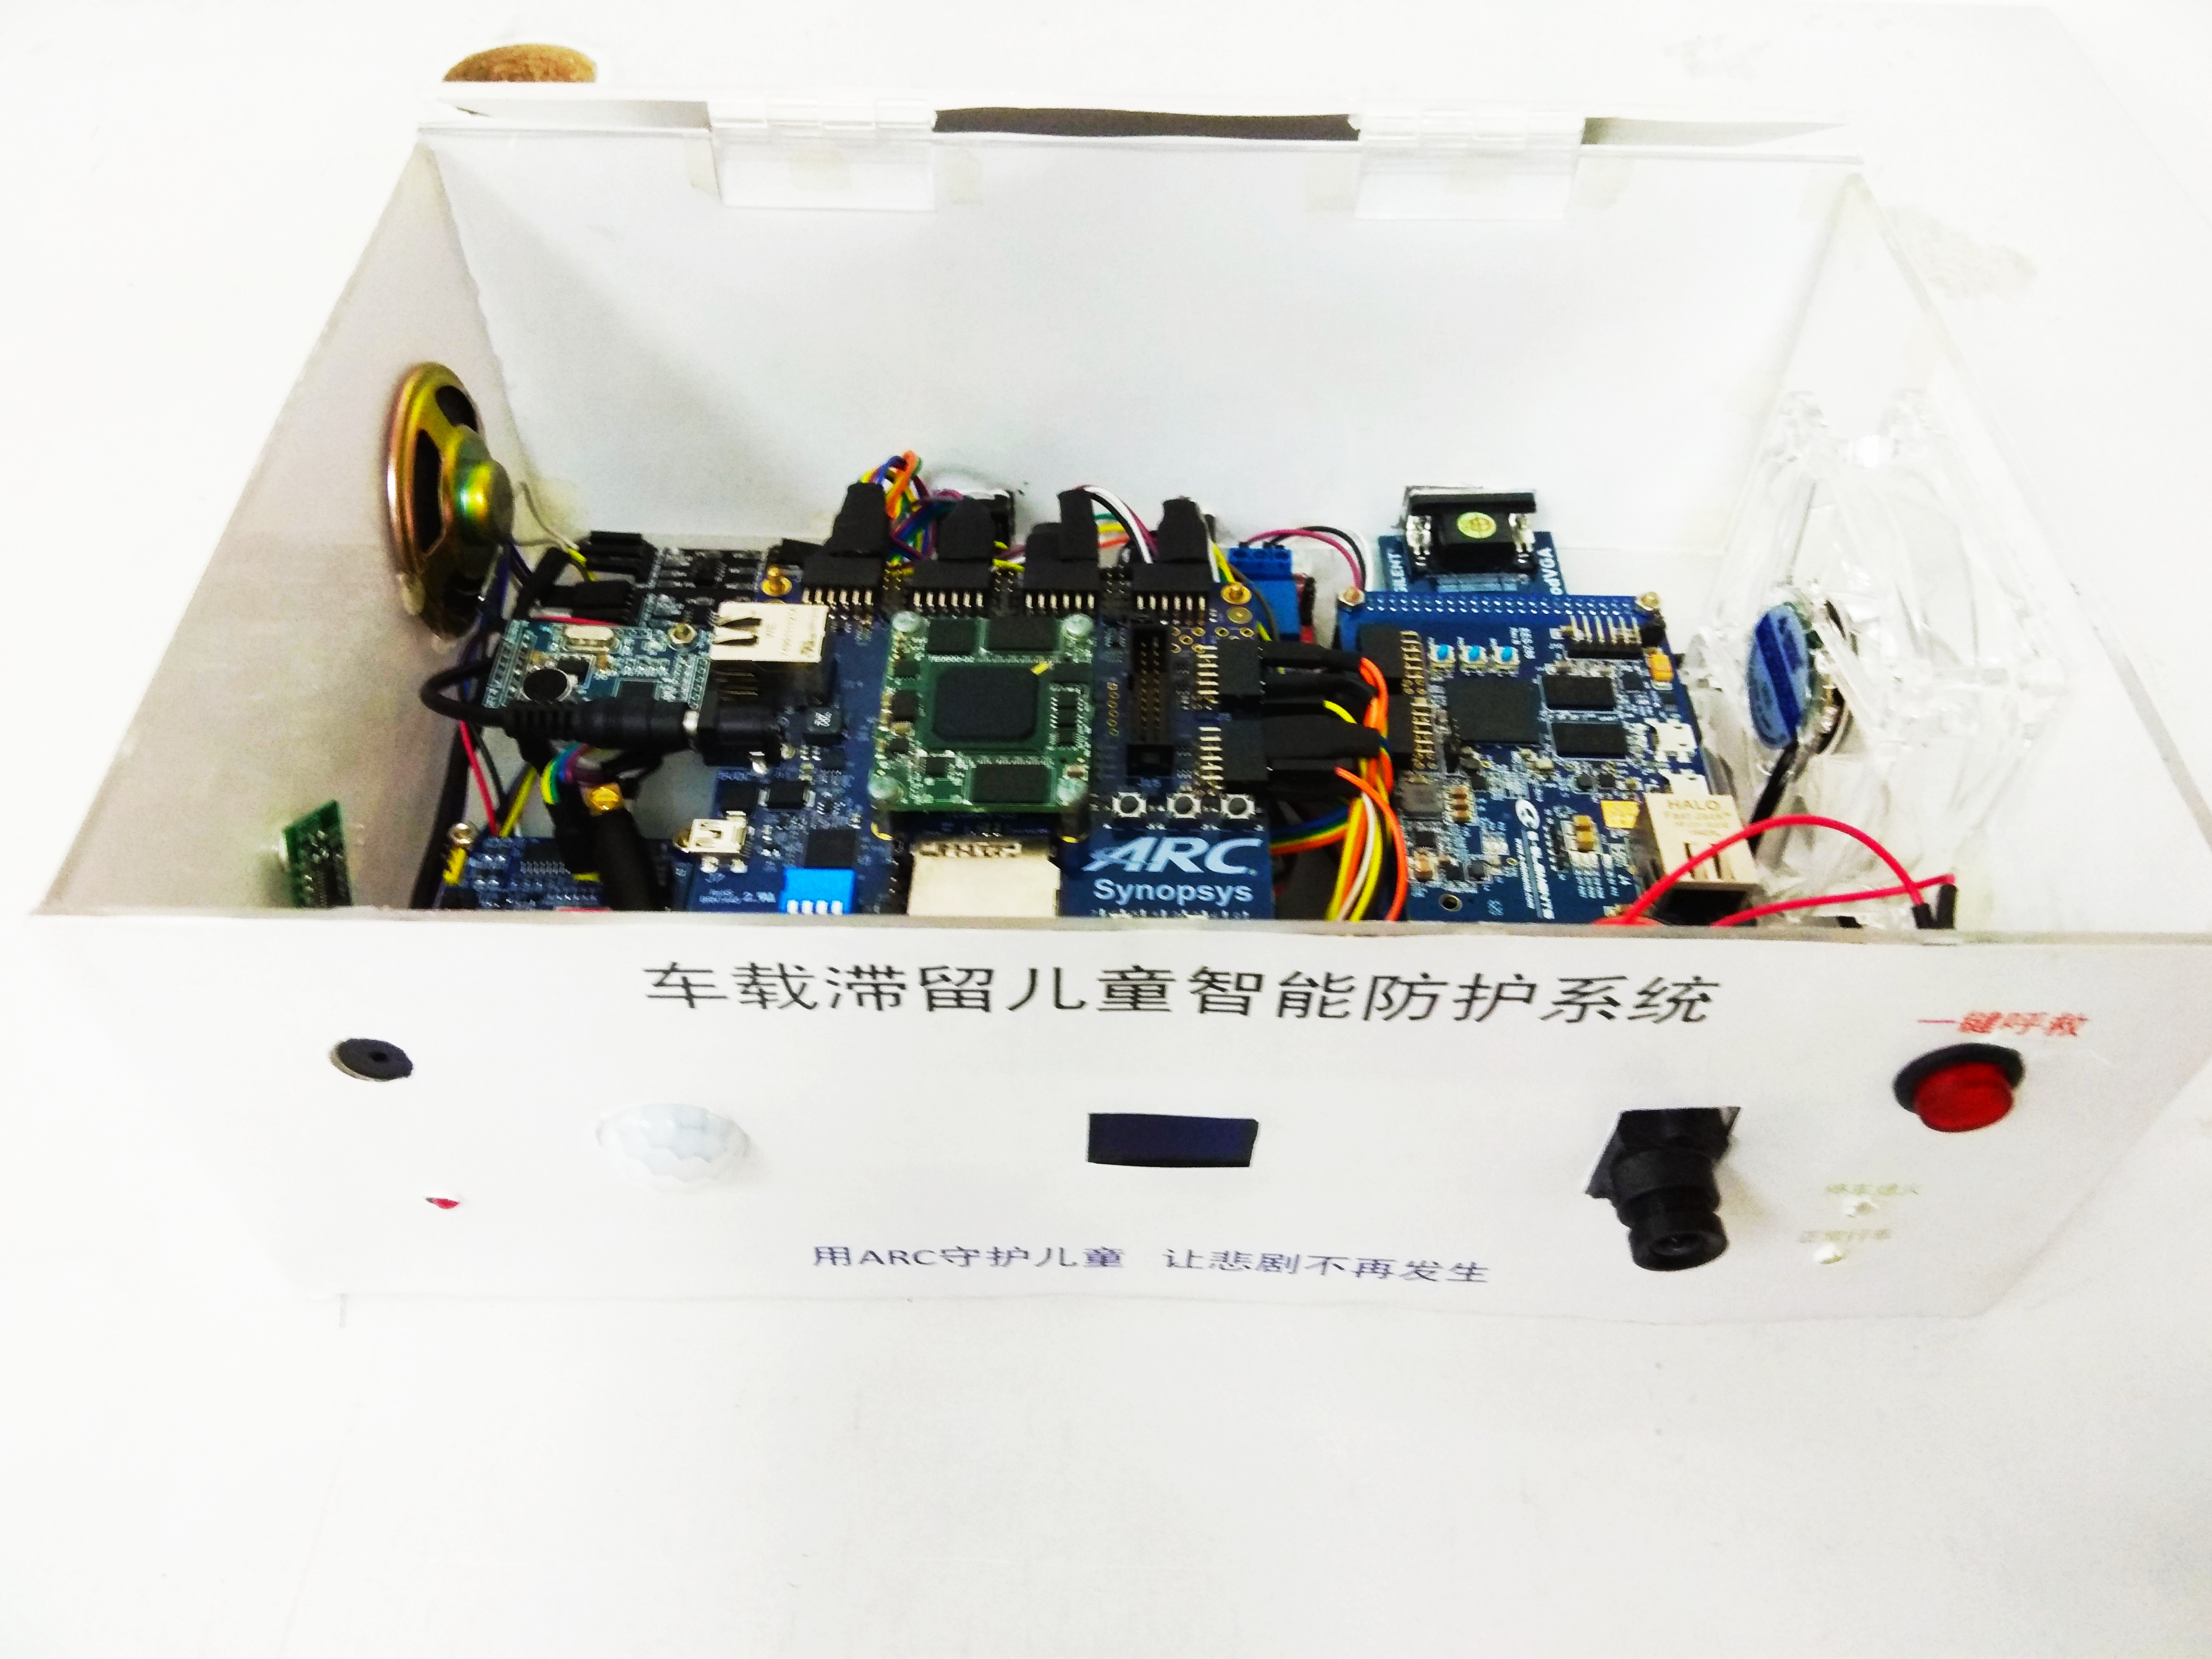 ARC
Synopsys
HALO
车载滞留儿童智能防护系统
一键呼救
用ARC守护儿童 让悲剧不再发生